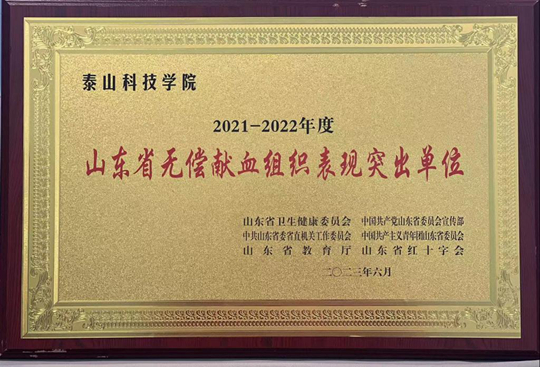 泰山科技学院
2021-2022年度
山东省无偿献血组织表现突出单位
山东省卫生健康委员会 中国共产党山东省委员会宣传部
中共山东省委省直机关工作委员会 中国共产主义青年团山东省委员会
山东省教育厅 山东省红十字会
二〇二三年六月